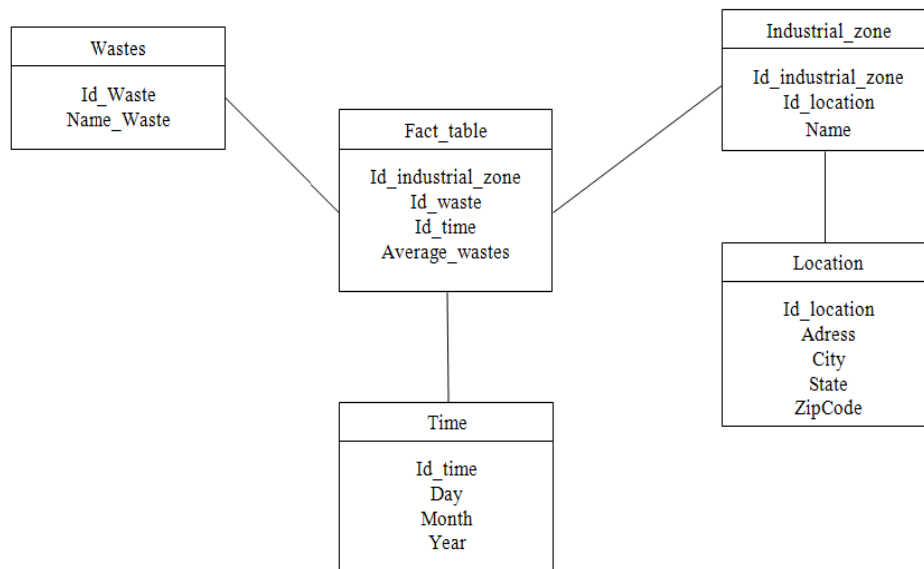 Wastes
Id_Waste
Name_Waste
Fact_table
Id_industrial_zone
Id_waste
Id_time
Average_wastes
Industrial_zone
Id_industrial_zone
Id_location
Name
Location
Id_location
Adress
City
State
ZipCode
Time
Id_time
Day
Month
Year